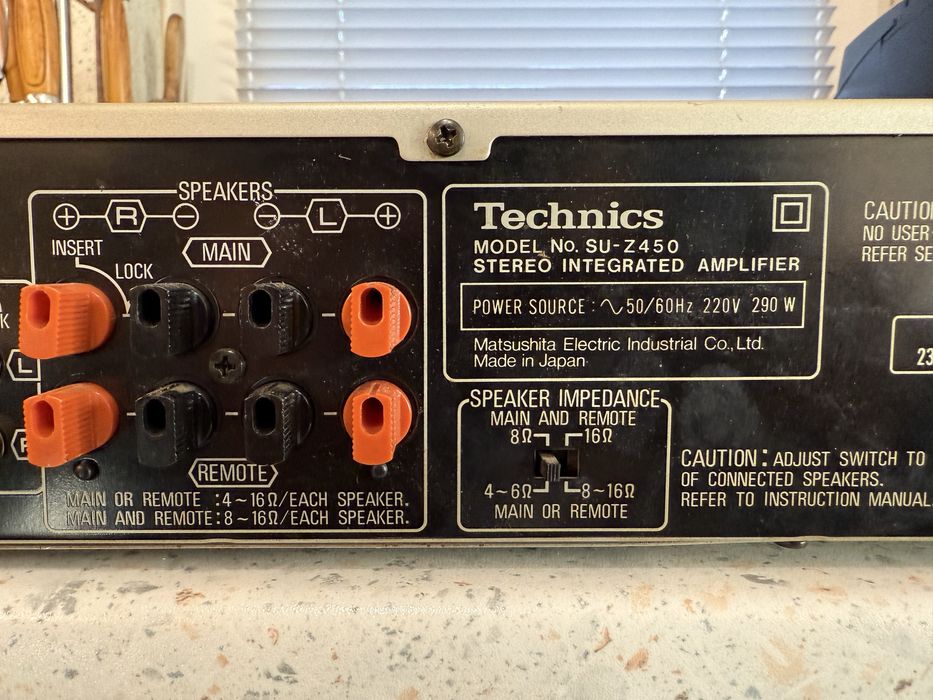 SPEAKERS
+ R - - L +
INSERT
MAIN
LOCK
L
REMOTE
MAIN OR REMOTE :4~16Ω/EACH SPEAKER.
MAIN AND REMOTE:8~16Ω/EACH SPEAKER.
Technics
MODEL No. SU-Z450
STEREO INTEGRATED AMPLIFIER
POWER SOURCE : ∿50/60Hz 220V 290W
Matsushita Electric Industrial Co., Ltd.
Made in Japan
SPEAKER IMPEDANCE
MAIN AND REMOTE
8Ω 16Ω
4~6Ω 8~16Ω
MAIN OR REMOTE
NO USER
REFER
CAUTION: ADJUST SWITCH TO
OF CONNECTED SPEAKERS.
REFER TO INSTRUCTION MANUAL.
23